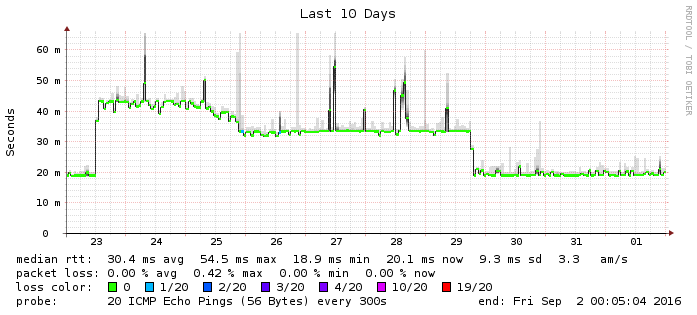 Last 10 Days
RRDTOOL / TOBI OETIKER
Seconds
60 m
50 m
40 m
30 m
20 m
10 m
0
23 24 25 26 27 28 29 30 31 01
median rtt: 30.4 ms avg 54.5 ms max 18.9 ms min 20.1 ms now 9.3 ms sd 3.3 am/s
packet loss: 0.00 % avg 0.42 % max 0.00 % min 0.00 % now
loss color: 0 1/20 2/20 3/20 4/20 10/20 19/20
probe: 20 ICMP Echo Pings (56 Bytes) every 300s end: Fri Sep 2 00:05:04 2016